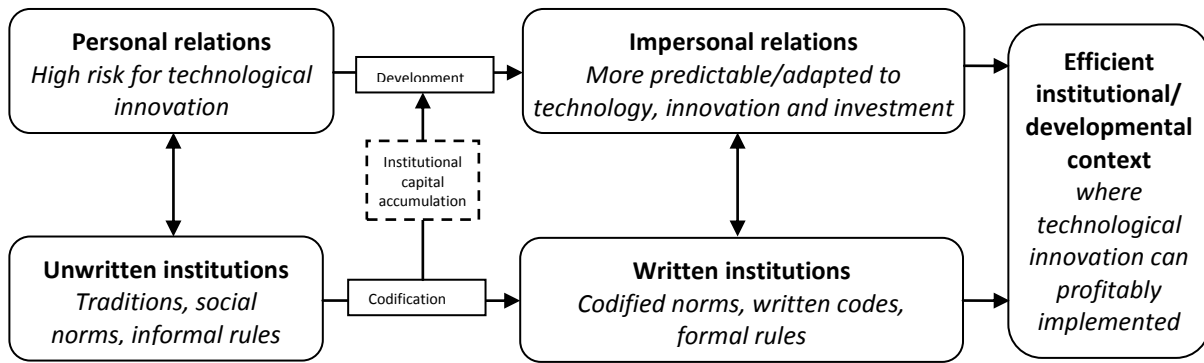 Personal relations
High risk for technological
innovation
Development
Impersonal relations
More predictable/adapted to
technology, innovation and investment
Efficient
institutional/
developmental
context
where
technological
innovation can
profitably
implemented
Institutional
capital
accumulation
Unwritten institutions
Traditions, social
norms, informal rules
Codification
Written institutions
Codified norms, written codes,
formal rules